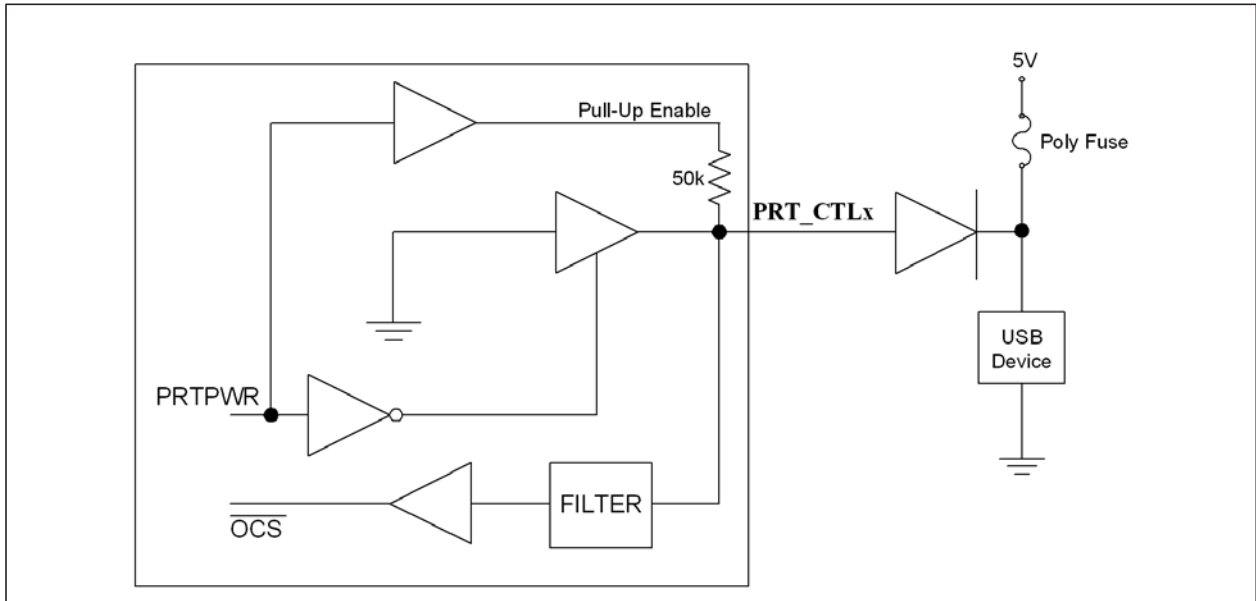 5V
Pull-Up Enable
Poly Fuse
50k
PRT_CTLx
USB
Device
PRTPWR
FILTER
OCS